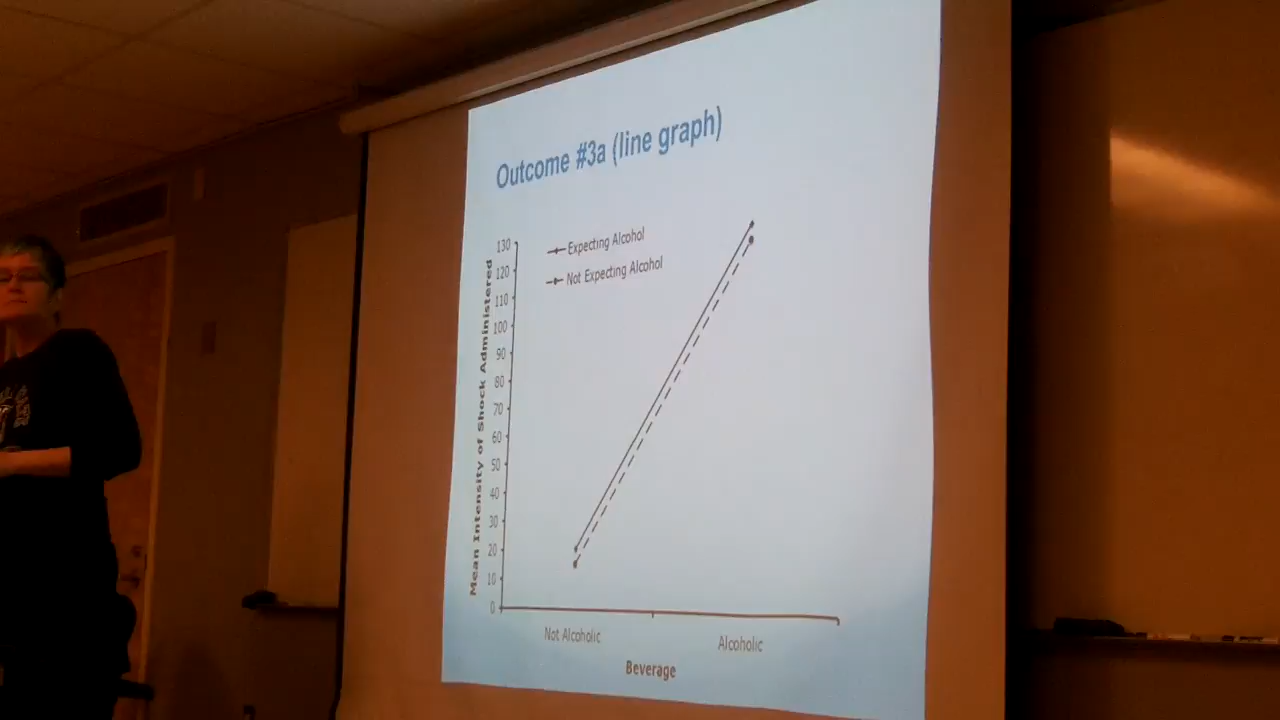 Outcome #3a (line graph)
Expecting Alcohol
Not Expecting Alcohol
Mean Intensity of Shock Administered
130
120
110
100
90
80
70
60
50
40
30
20
10
0
Not Alcoholic
Alcoholic
Beverage